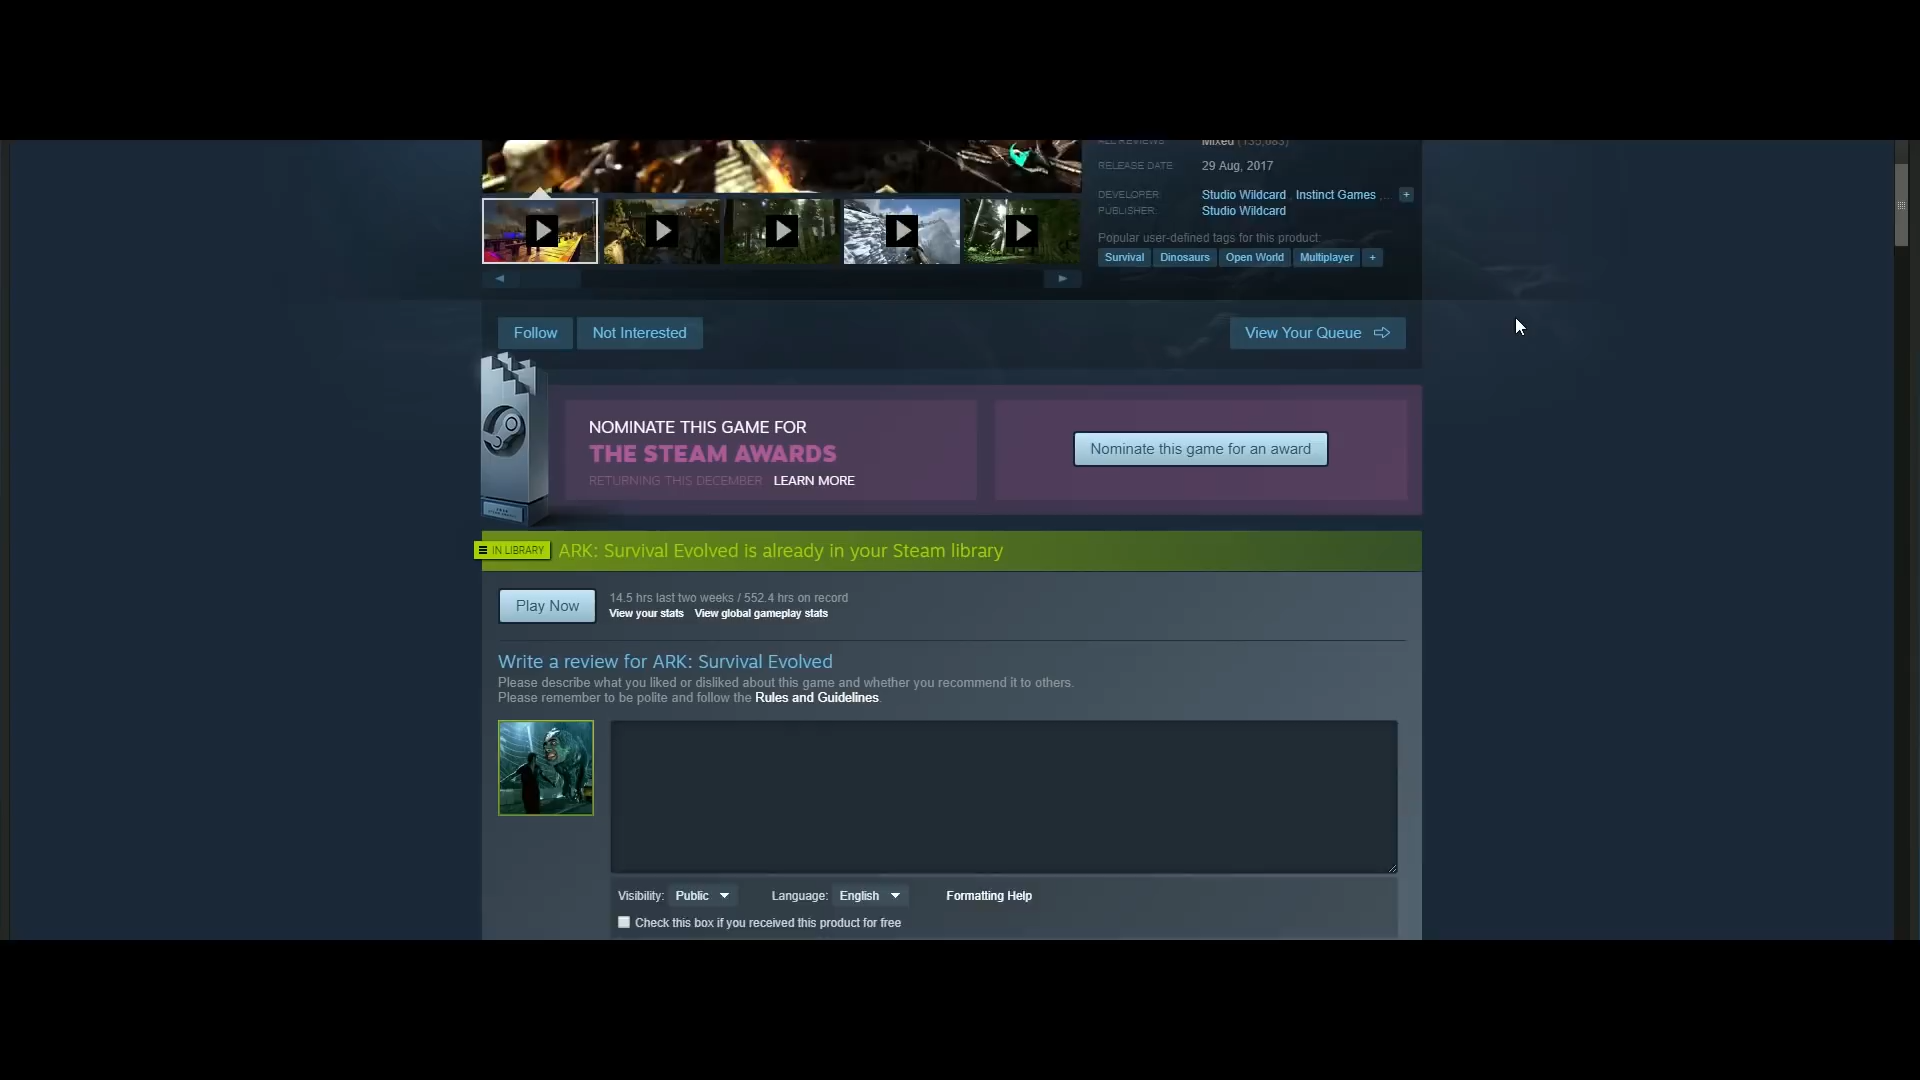 ALL REVIEWS: Mixed (135,683)
RELEASE DATE: 29 Aug, 2017
DEVELOPER: Studio Wildcard , Instinct Games ,.. +
PUBLISHER: Studio Wildcard
Popular user-defined tags for this product:
Survival Dinosaurs Open World Multiplayer +
Follow Not Interested View Your Queue
NOMINATE THIS GAME FOR
THE STEAM AWARDS
RETURNING THIS DECEMBER LEARN MORE
Nominate this game for an award
IN LIBRARY ARK: Survival Evolved is already in your Steam library
Play Now
14.5 hrs last two weeks / 552.4 hrs on record
View your stats View global gameplay stats
Write a review for ARK: Survival Evolved
Please describe what you liked or disliked about this game and whether you recommend it to others.
Please remember to be polite and follow the Rules and Guidelines.
Visibility: Public Language: English Formatting Help
Check this box if you received this product for free